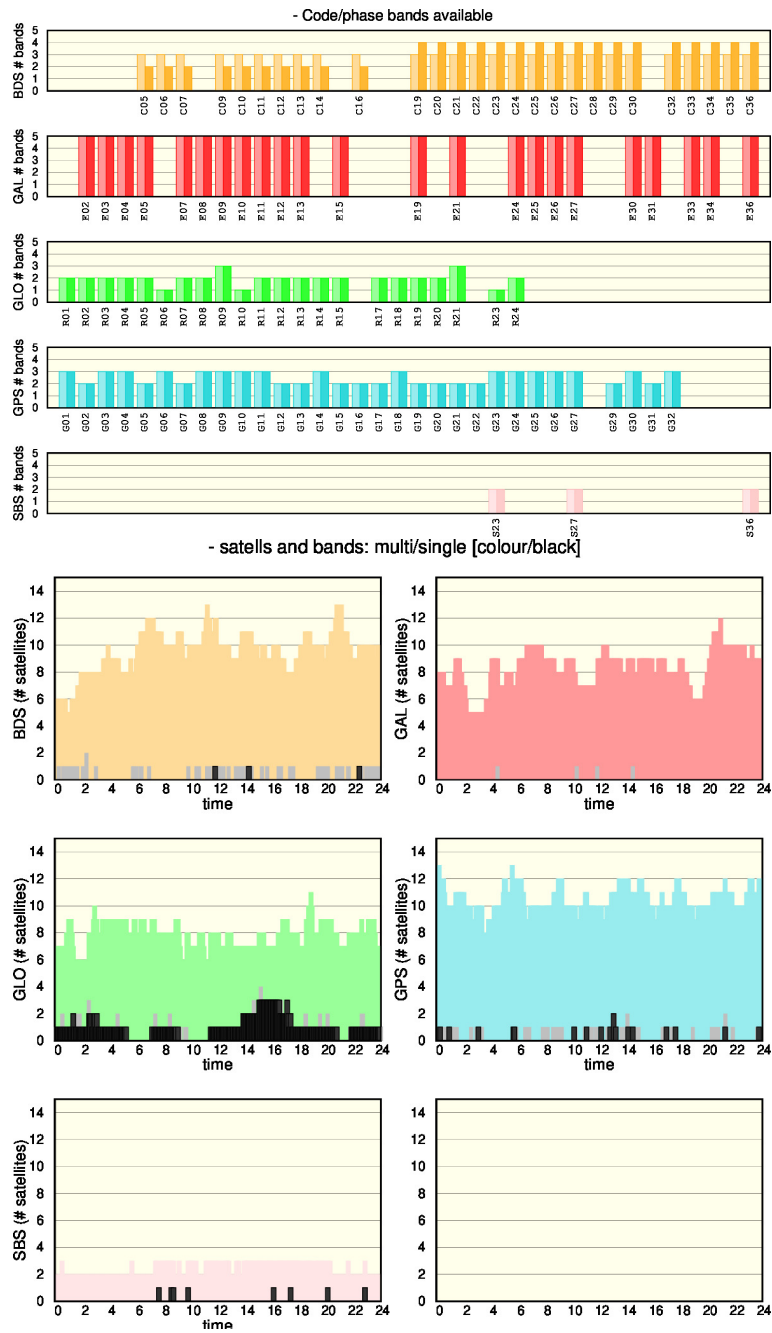 - Code/phase bands available
BDS # bands
5
4
3
2
1
0
C05 C06 C07 C09 C10 C11 C12 C13 C14 C16 C19 C20 C21 C22 C23 C24 C25 C26 C27 C28 C29 C30 C32 C33 C34 C35 C36
GAL # bands
5
4
3
2
1
0
E02 E03 E04 E05 E07 E08 E09 E10 E11 E12 E13 E15 E19 E21 E24 E25 E26 E27 E30 E31 E33 E34 E36
GLO # bands
5
4
3
2
1
0
R01 R02 R03 R04 R05 R06 R07 R08 R09 R10 R11 R12 R13 R14 R15 R17 R18 R19 R20 R21 R23 R24
GPS # bands
5
4
3
2
1
0
G01 G02 G03 G04 G05 G06 G07 G08 G09 G10 G11 G12 G13 G14 G15 G16 G17 G18 G19 G20 G21 G22 G23 G24 G25 G26 G27 G29 G30 G31 G32
SBS # bands
5
4
3
2
1
0
S23 S27 S36
- satells and bands: multi/single [colour/black]
BDS (# satellites)
14
12
10
8
6
4
2
0
0 2 4 6 8 10 12 14 16 18 20 22 24
time
GAL (# satellites)
14
12
10
8
6
4
2
0
0 2 4 6 8 10 12 14 16 18 20 22 24
time
GLO (# satellites)
14
12
10
8
6
4
2
0
0 2 4 6 8 10 12 14 16 18 20 22 24
time
GPS (# satellites)
14
12
10
8
6
4
2
0
0 2 4 6 8 10 12 14 16 18 20 22 24
time
SBS (# satellites)
14
12
10
8
6
4
2
0
0 2 4 6 8 10 12 14 16 18 20 22 24
time
14
12
10
8
6
4
2
0
0 2 4 6 8 10 12 14 16 18 20 22 24